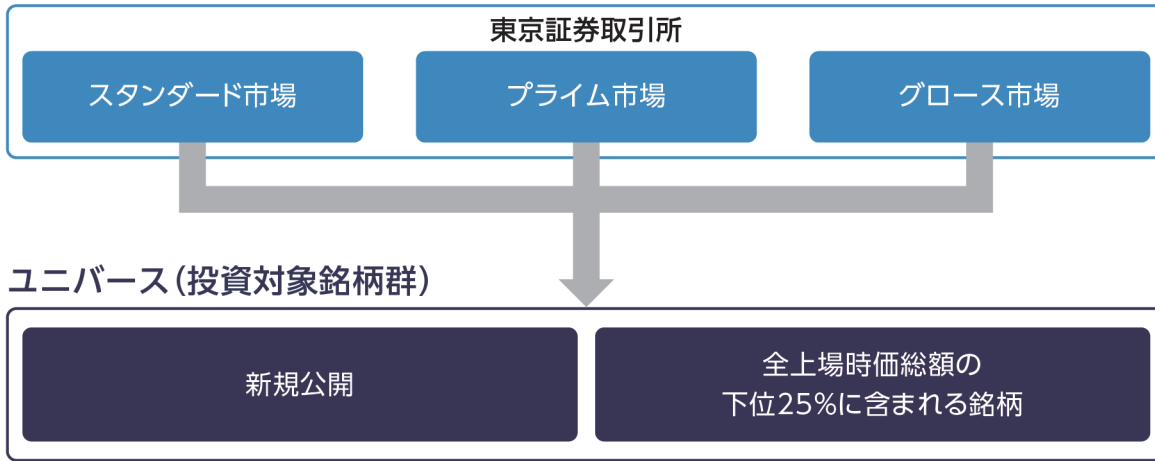 東京証券取引所
スタンダード市場
プライム市場
グロース市場
ユニバース(投資対象銘柄群)
新規公開
全上場時価総額の
下位25%に含まれる銘柄